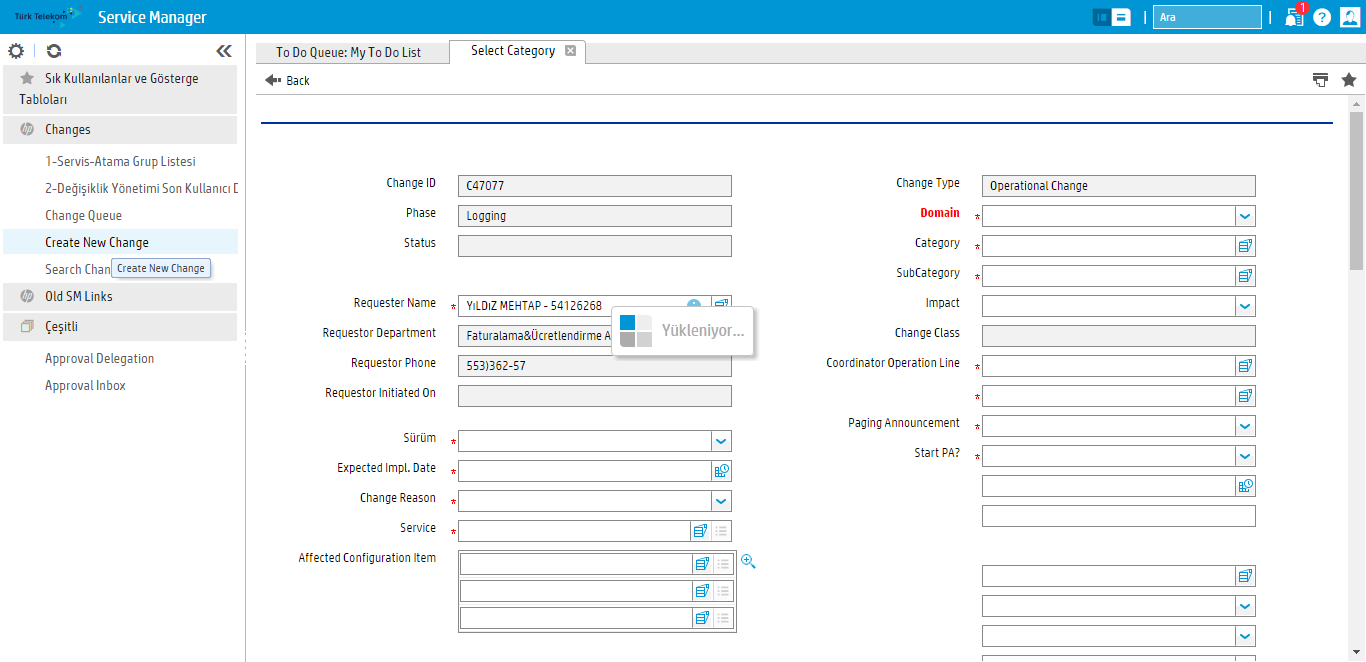 Türk Telekom
Service Manager
Ara
1
?
Sık Kullanılanlar ve Gösterge
Tabloları
Changes
1-Servis-Atama Grup Listesi
2-Değişiklik Yönetimi Son Kullanıcı
Change Queue
Create New Change
Search Chan
Create New Change
Old SM Links
Çeşitli
Approval Delegation
Approval Inbox
To Do Queue: My To Do List
Select Category
Back
Change ID
C47077
Phase
Logging
Status
Requester Name
* YıLDıZ MEHTAP - 54126268
Requestor Department
Faturalama&Ücretlendirme A
Requestor Phone
553)362-57
Requestor Initiated On
Sürüm
*
Expected Impl. Date
*
Change Reason
*
Service
*
Affected Configuration Item
Yükleniyor...
Change Type
Operational Change
Domain
*
Category
*
SubCategory
*
Impact
Change Class
Coordinator Operation Line
*
*
Paging Announcement
*
Start PA?
*